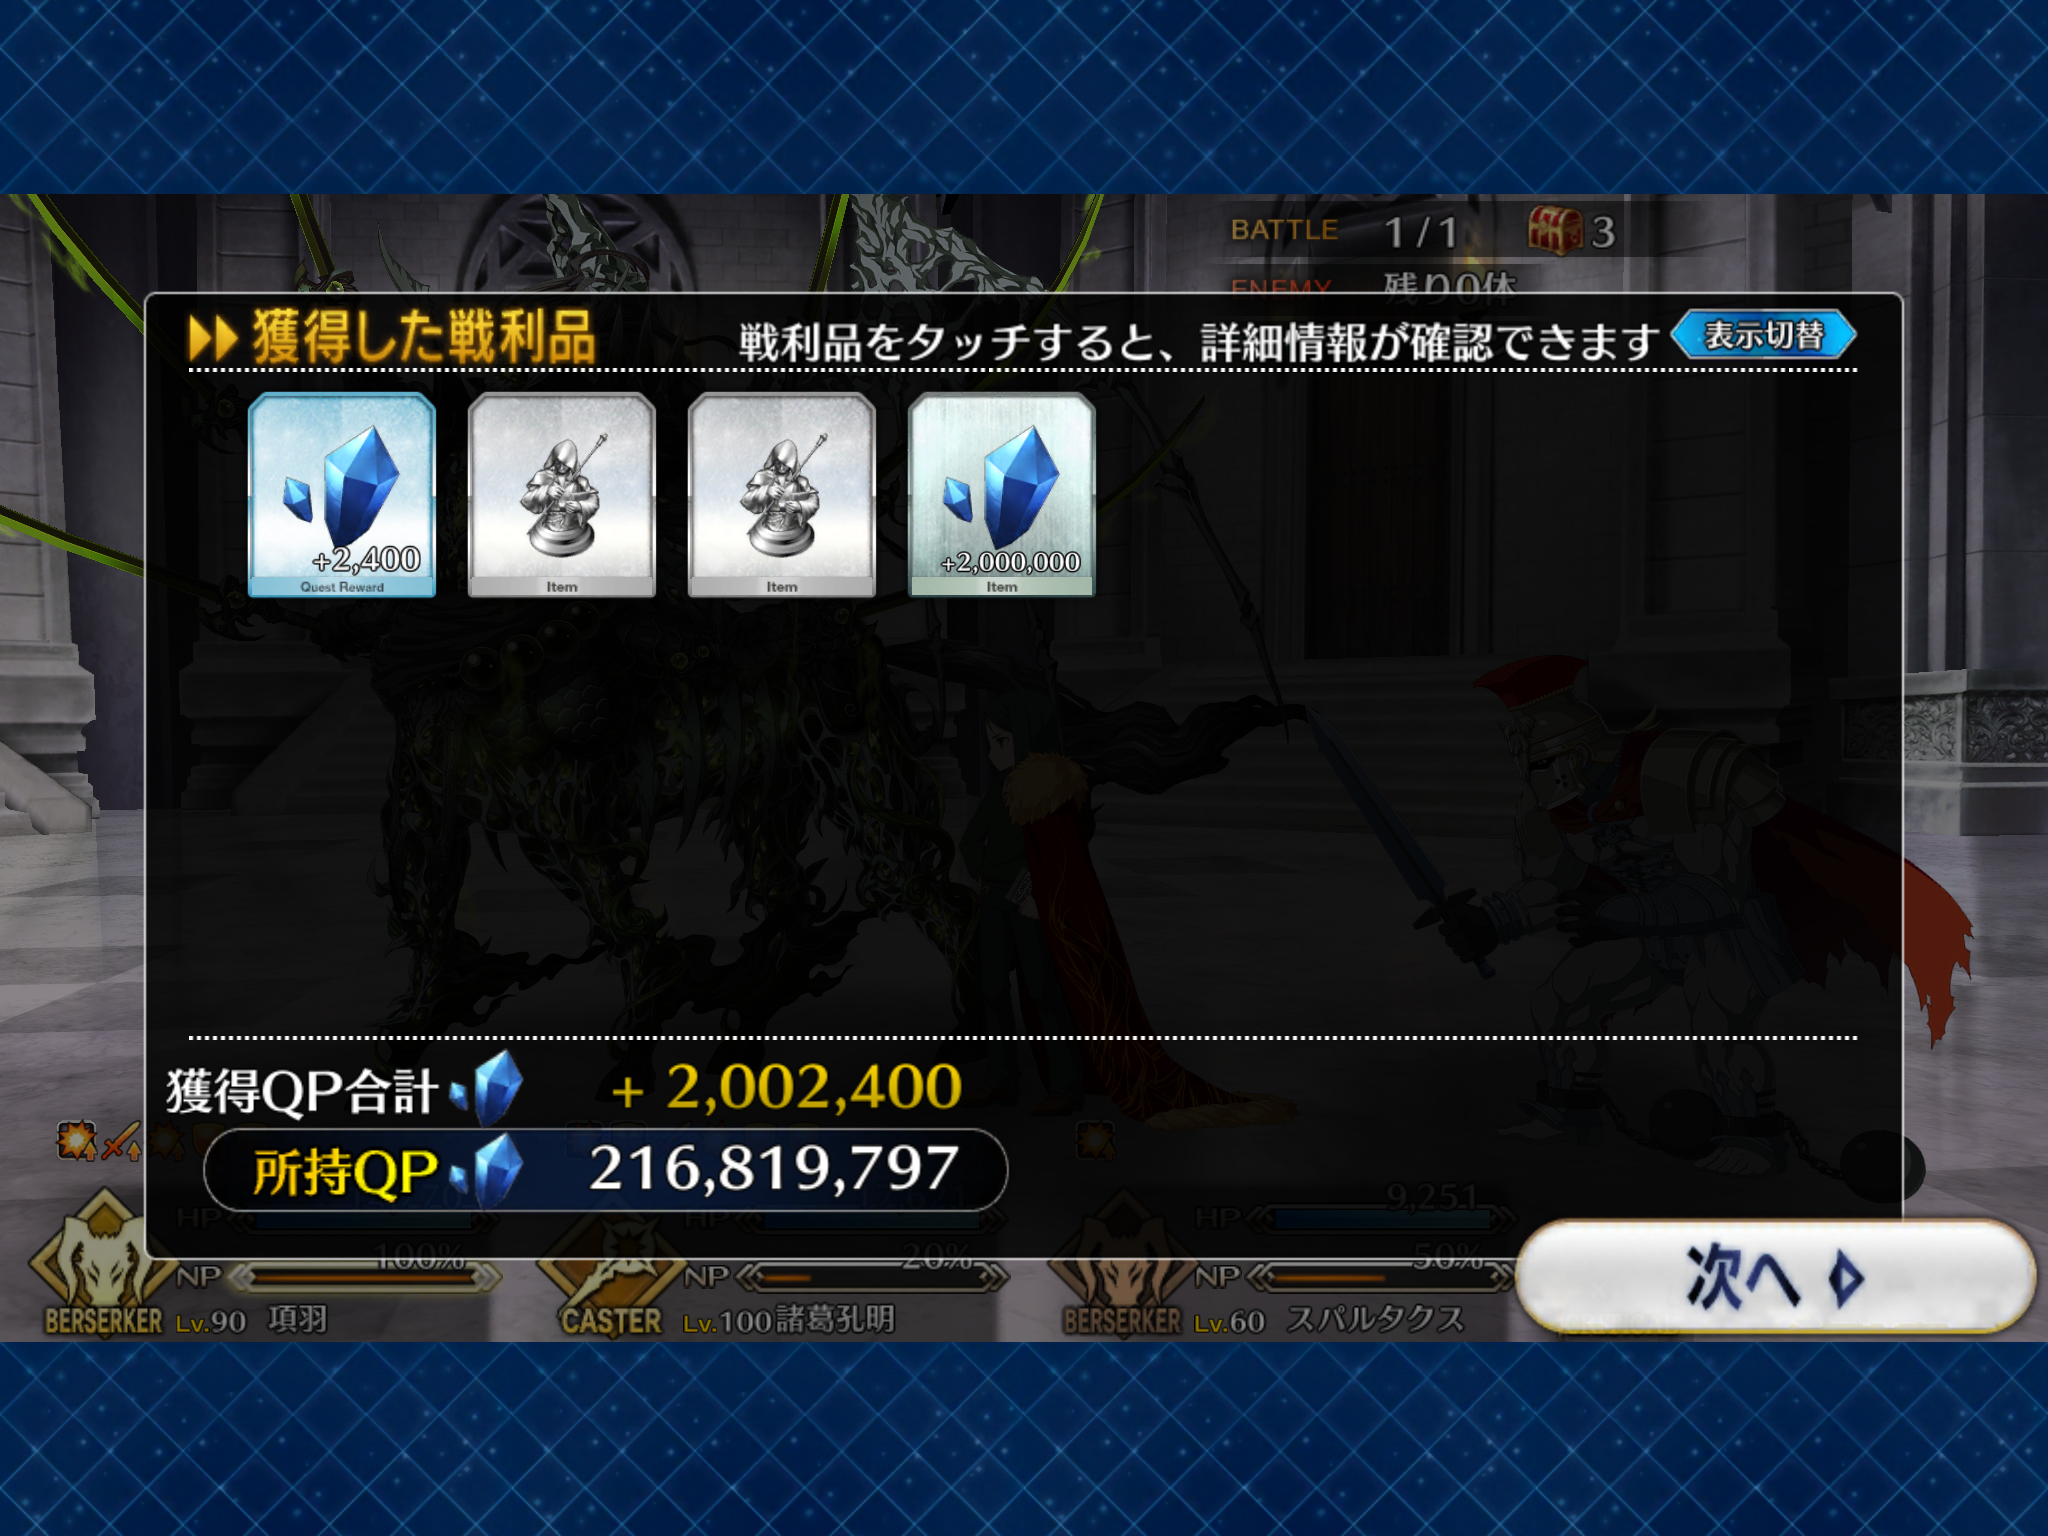 BATTLE 1/1 3
ENEMY 残り0体
獲得した戦利品 戦利品をタッチすると、詳細情報が確認できます 表示切替
+2,400 +2,000,000
Quest Reward Item Item Item
獲得QP合計 + 2,002,400
所持QP 216,819,797
HP HP HP 9,251
NP 100% NP 20% NP 50%
BERSERKER Lv.90 項羽 CASTER Lv.100 諸葛孔明 BERSERKER Lv.60 スパルタクス
次へ